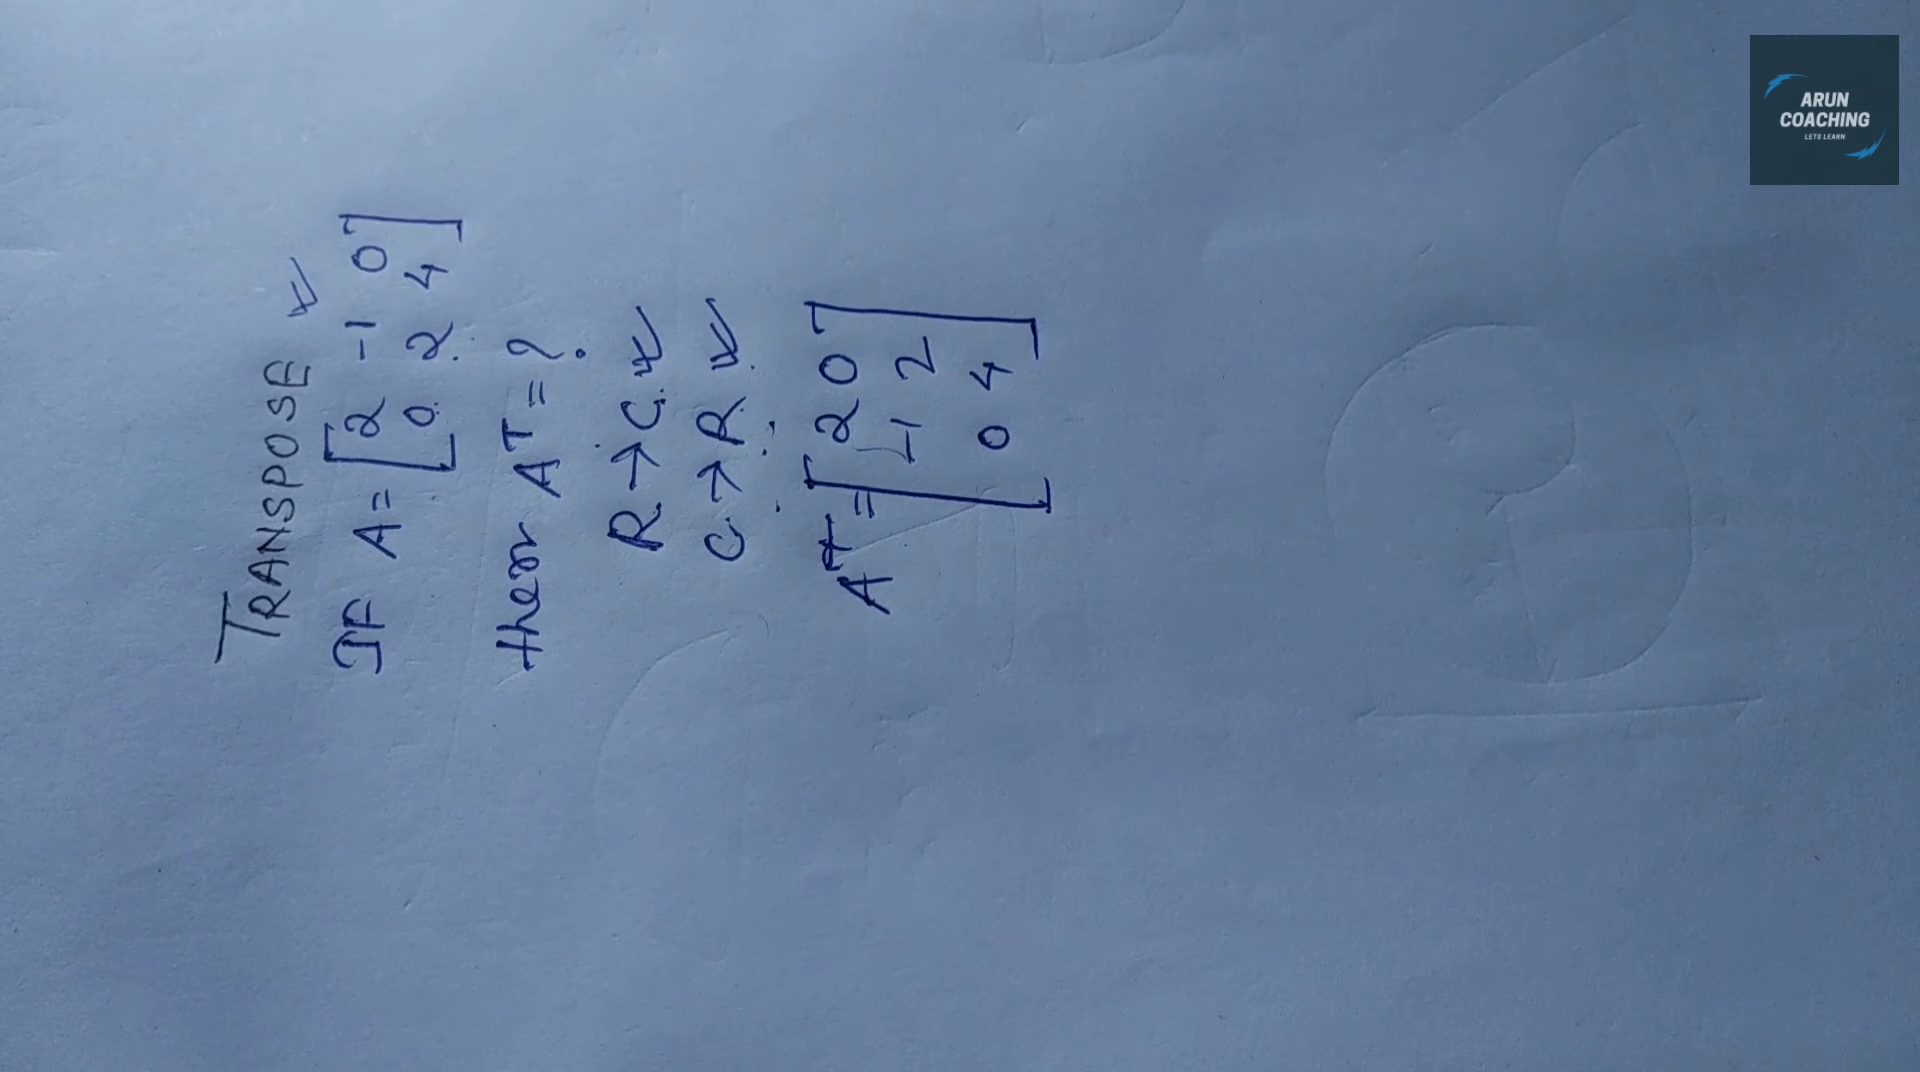 TRANSPOSE
IF A = [2 -1 0
0 2 4]
then A^T = ?
R → C
C → R
A^T = [2 0
-1 2
0 4]
ARUN
COACHING
LETS LEARN